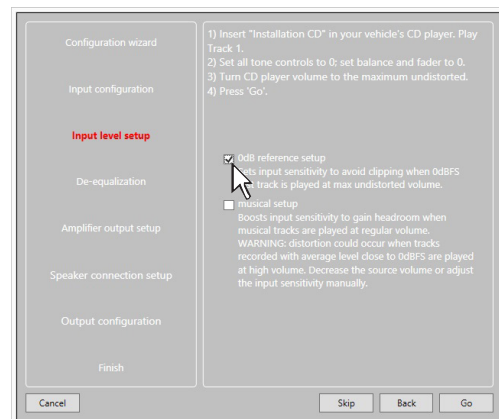 Configuration wizard
Input configuration
Input level setup
De-equalization
Amplifier output setup
Speaker connection setup
Output configuration
Finish
1) Insert "Installation CD" in your vehicle's CD player. Play
Track 1.
2) Set all tone controls to 0; set balance and fader to 0.
3) Turn CD player volume to the maximum undistorted.
4) Press 'Go'.
0dB reference setup
input sensitivity to avoid clipping when 0dBFS
track is played at max undistorted volume.
musical setup
Boosts input sensitivity to gain headroom when
musical tracks are played at regular volume.
WARNING: distortion could occur when tracks
recorded with average level close to 0dBFS are played
at high volume. Decrease the source volume or adjust
the input sensitivity manually.
Cancel
Skip
Back
Go